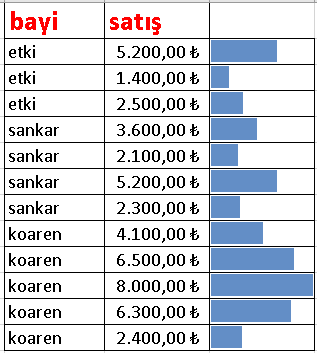 bayi satış
etki 5.200,00 ₺
etki 1.400,00 ₺
etki 2.500,00 ₺
sankar 3.600,00 ₺
sankar 2.100,00 ₺
sankar 5.200,00 ₺
sankar 2.300,00 ₺
koaren 4.100,00 ₺
koaren 6.500,00 ₺
koaren 8.000,00 ₺
koaren 6.300,00 ₺
koaren 2.400,00 ₺